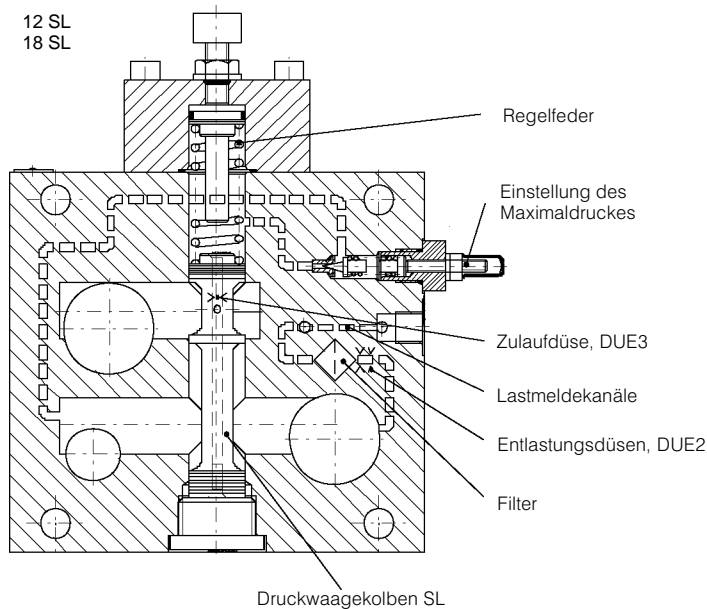 12 SL
18 SL
Regelfeder
Einstellung des
Maximaldruckes
Zulaufdüse, DUE3
Lastmeldekanäle
Entlastungsdüsen, DUE2
Filter
Druckwaagekolben SL